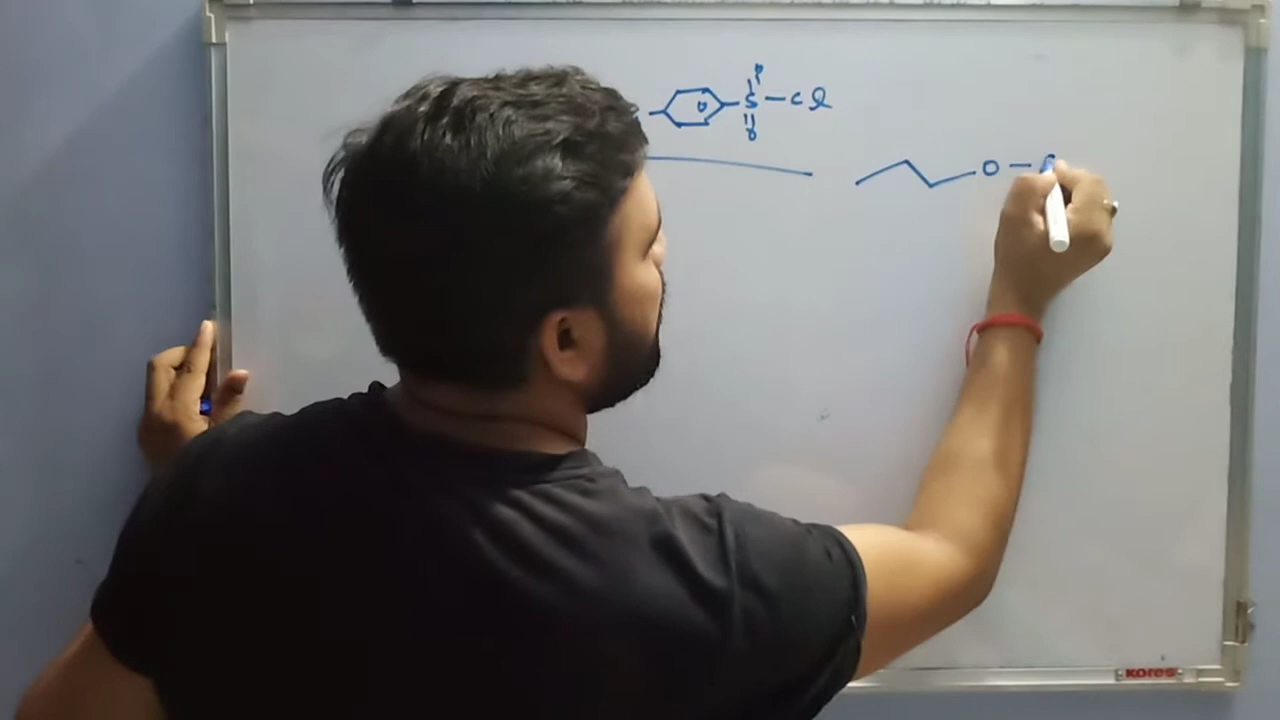 O
S — Cl
O
O —
KORES